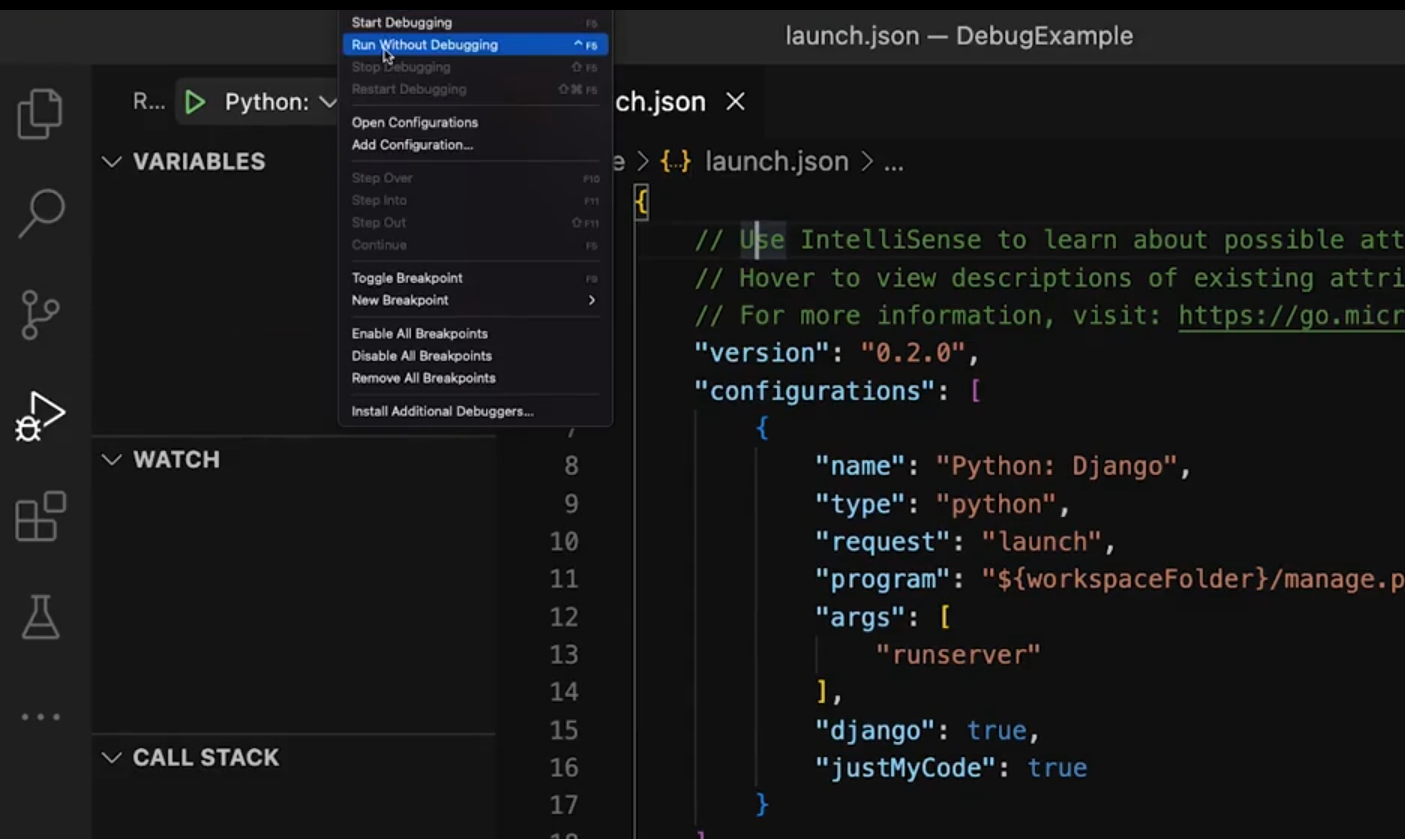 launch.json — DebugExample
Start Debugging F5
Run Without Debugging ^ F5
Stop Debugging ⇧ F5
Restart Debugging ⇧⌘ F5
Open Configurations
Add Configuration...
Step Over F10
Step Into F11
Step Out ⇧ F11
Continue F5
Toggle Breakpoint F9
New Breakpoint >
Enable All Breakpoints
Disable All Breakpoints
Remove All Breakpoints
Install Additional Debuggers...
R... Python:
VARIABLES
WATCH
CALL STACK
ch.json ×
e > {..} launch.json > ...
{
// Use IntelliSense to learn about possible att
// Hover to view descriptions of existing attri
// For more information, visit: https://go.micr
"version": "0.2.0",
"configurations": [
7 {
8 "name": "Python: Django",
9 "type": "python",
10 "request": "launch",
11 "program": "${workspaceFolder}/manage.p
12 "args": [
13 "runserver"
14 ],
15 "django": true,
16 "justMyCode": true
17 }
18 ]